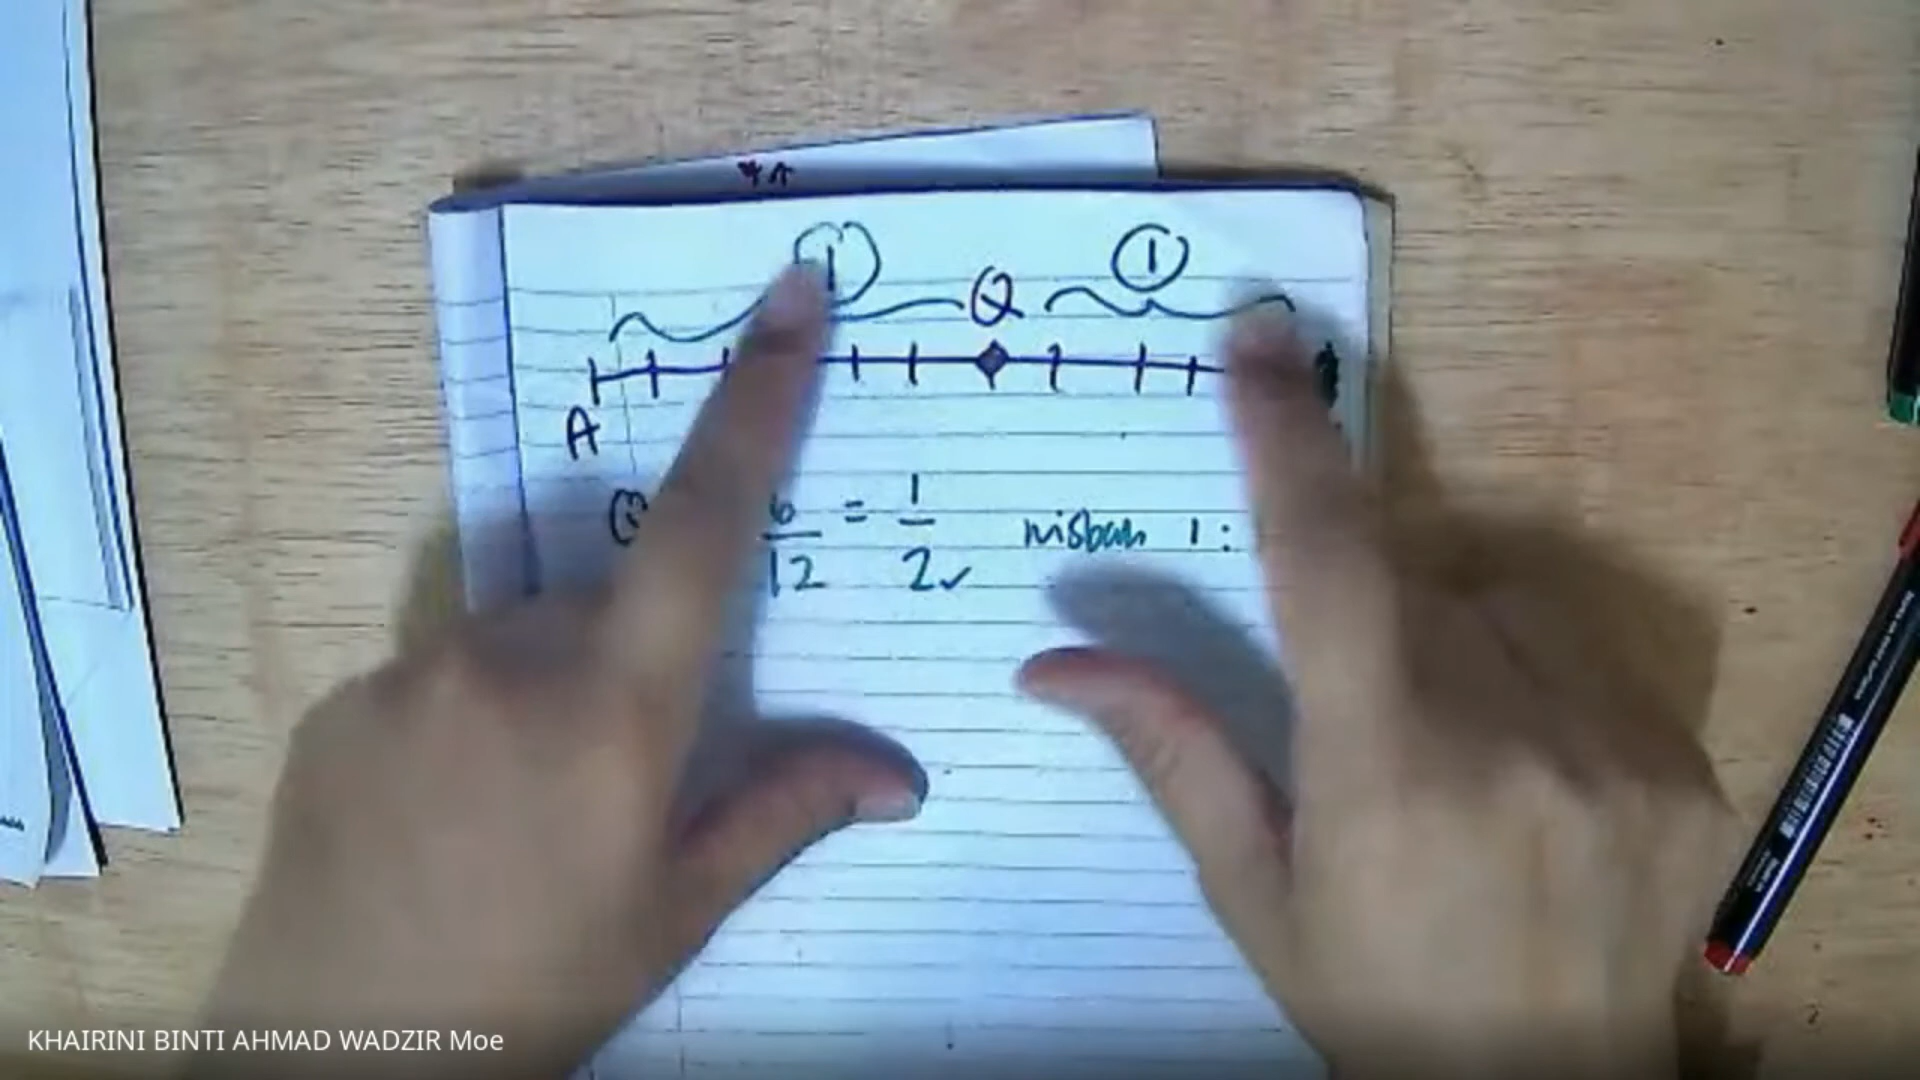 ① ①
Q
A
6/12 = 1/2 ✓ nisbah 1:
KHAIRINI BINTI AHMAD WADZIR Moe